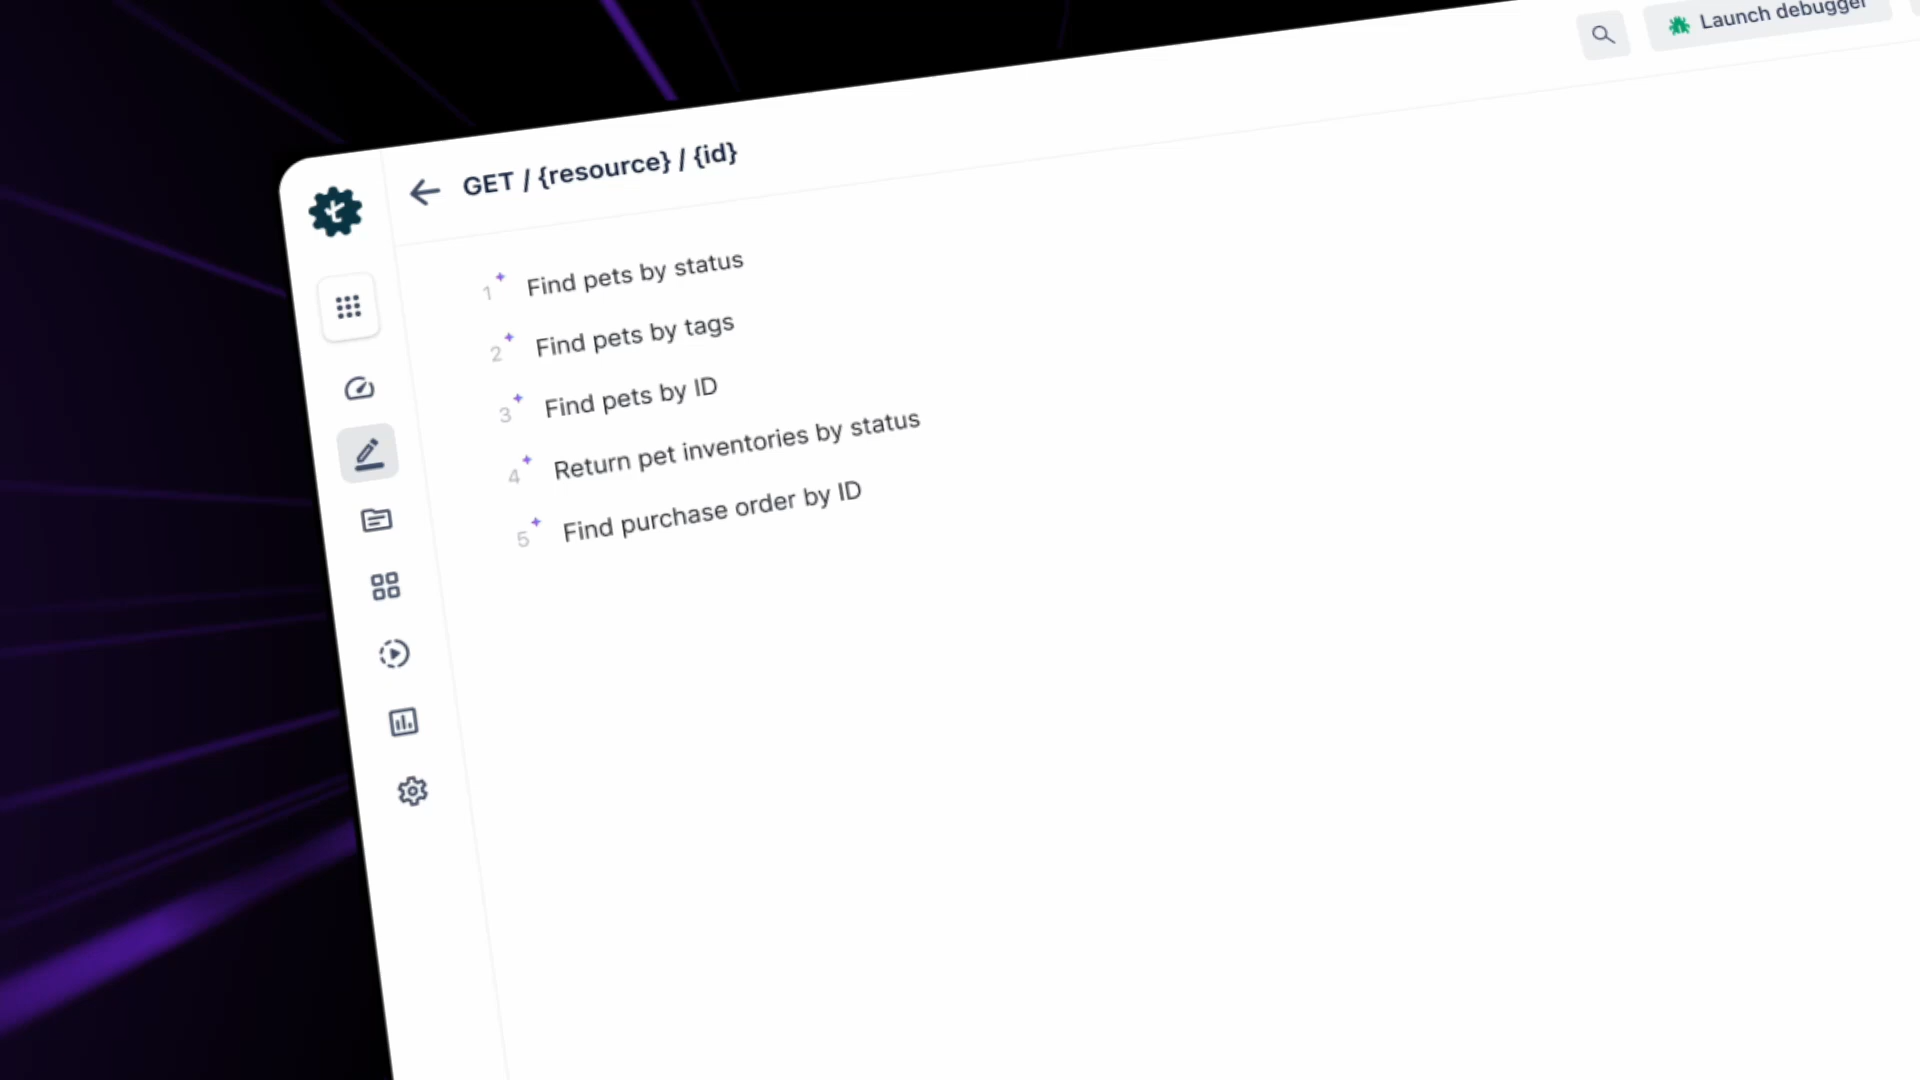 Launch debugger
GET / {resource} / {id}
1 Find pets by status
2 Find pets by tags
3 Find pets by ID
4 Return pet inventories by status
5 Find purchase order by ID